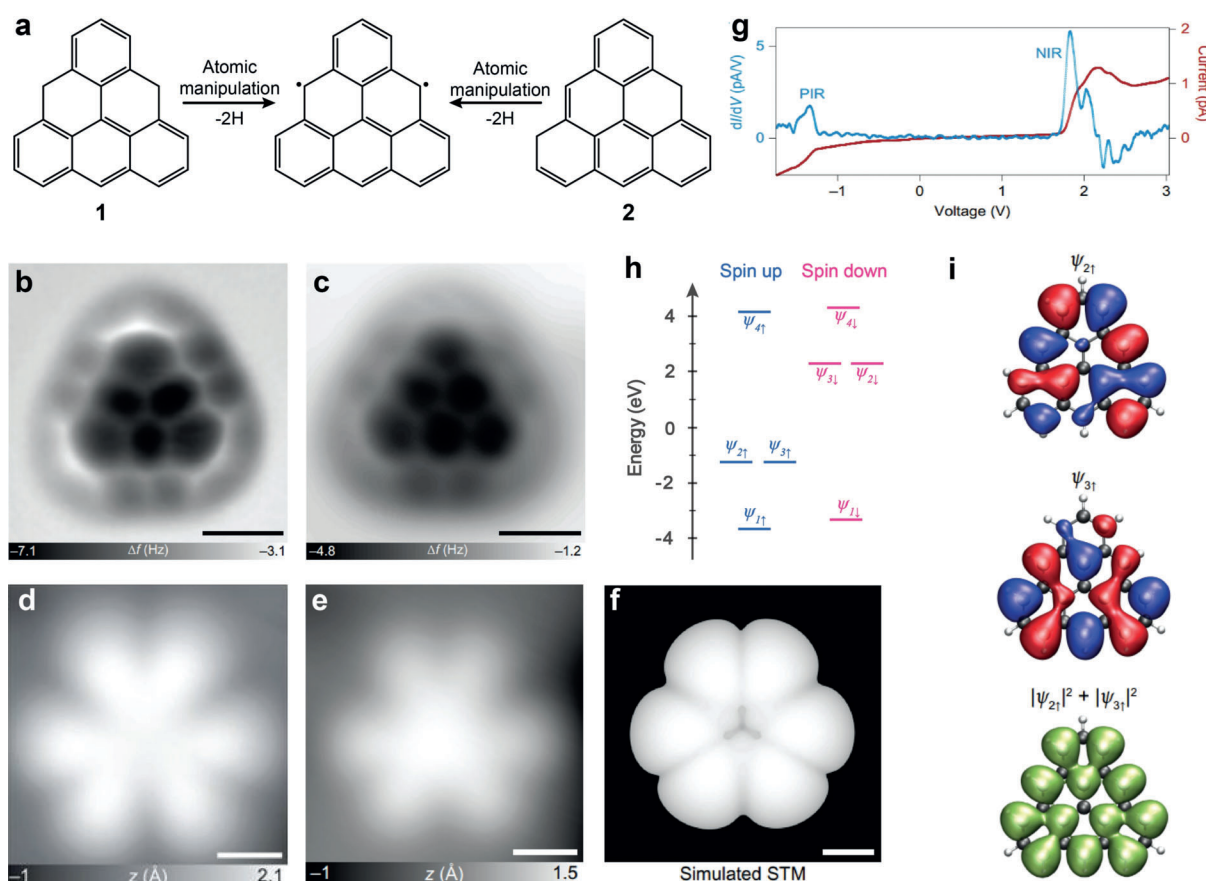 a
Atomic
manipulation
-2H
Atomic
manipulation
-2H
1
2
g
dI/dV (pA/V)
5
0
PIR
NIR
2
1
0
Current (pA)
–1
0
1
2
3
Voltage (V)
b
–7.1
Δf (Hz)
–3.1
c
–4.8
Δf (Hz)
–1.2
d
–1
z (Å)
2.1
e
–1
z (Å)
1.5
f
Simulated STM
h
Spin up
Spin down
Energy (eV)
4
2
0
-2
-4
ψ4↑
ψ4↓
ψ3↓
ψ2↓
ψ2↑
ψ3↑
ψ1↑
ψ1↓
i
ψ2↑
ψ3↑
|ψ2↑|² + |ψ3↑|²